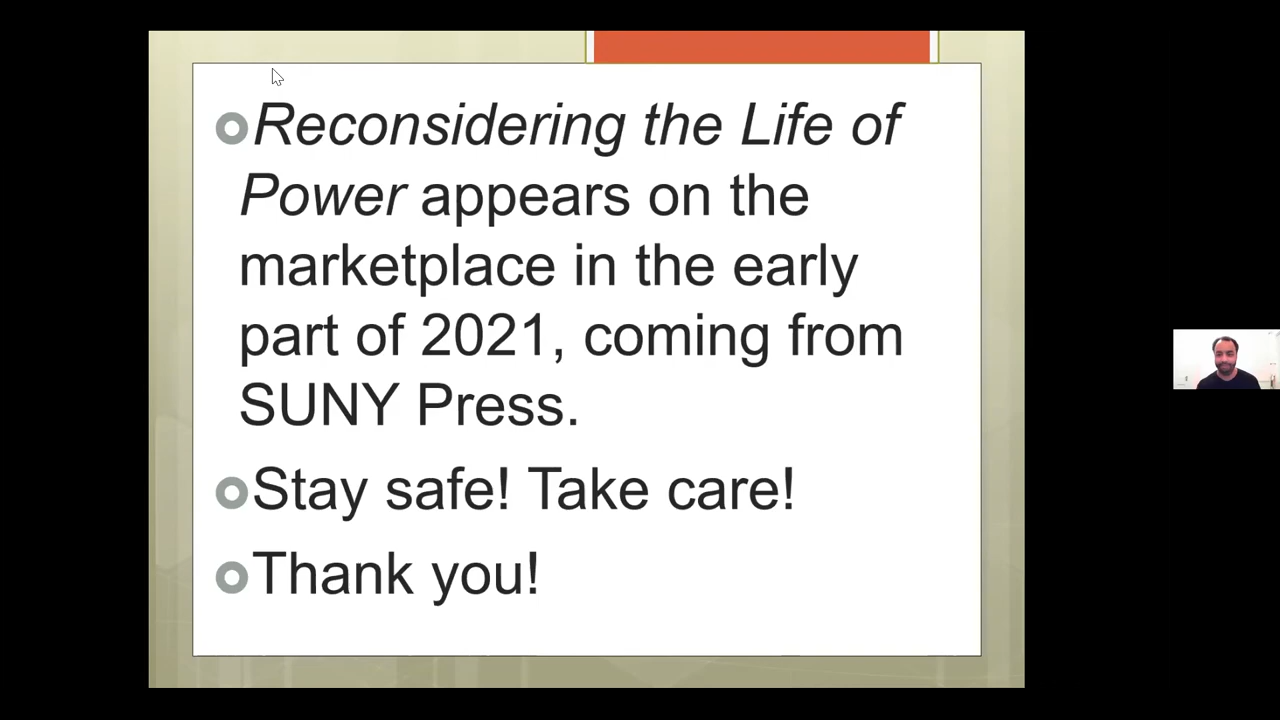 Reconsidering the Life of
Power appears on the
marketplace in the early
part of 2021, coming from
SUNY Press.
Stay safe! Take care!
Thank you!